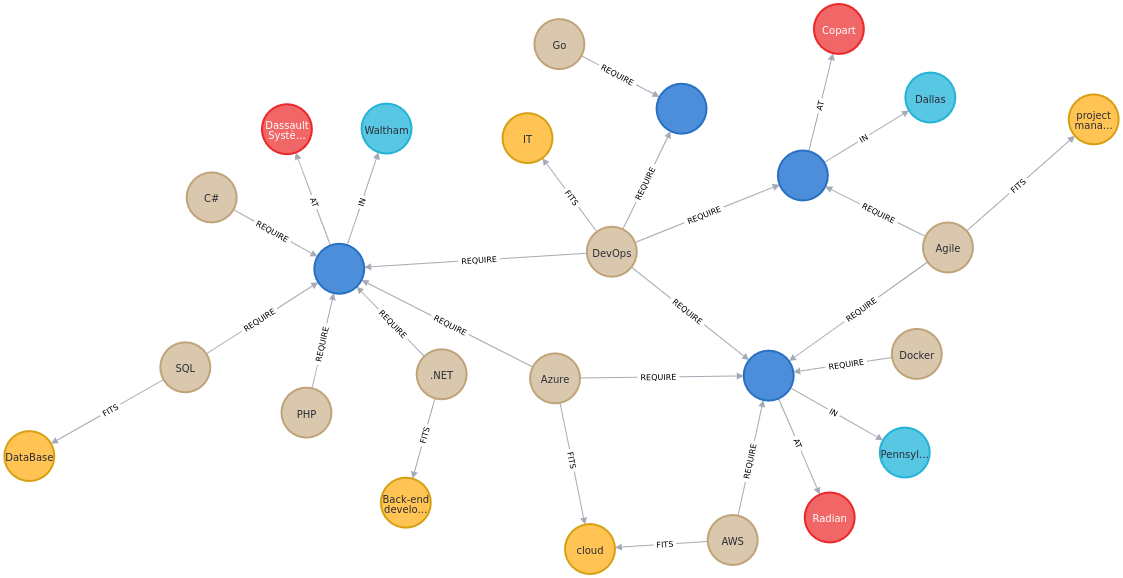 Copart
Go
REQUIRE
project
mana...
Dallas
AT
Dassault
Systè...
Waltham
IT
IN
REQUIRE
FITS
FITS
C#
AT
IN
REQUIRE
REQUIRE
REQUIRE
DevOps
Agile
REQUIRE
REQUIRE
REQUIRE
REQUIRE
REQUIRE
REQUIRE
REQUIRE
REQUIRE
Docker
REQUIRE
SQL
.NET
Azure
REQUIRE
PHP
FITS
IN
FITS
AT
DataBase
FITS
REQUIRE
Pennsyl...
Back-end
develo...
Radian
cloud
FITS
AWS